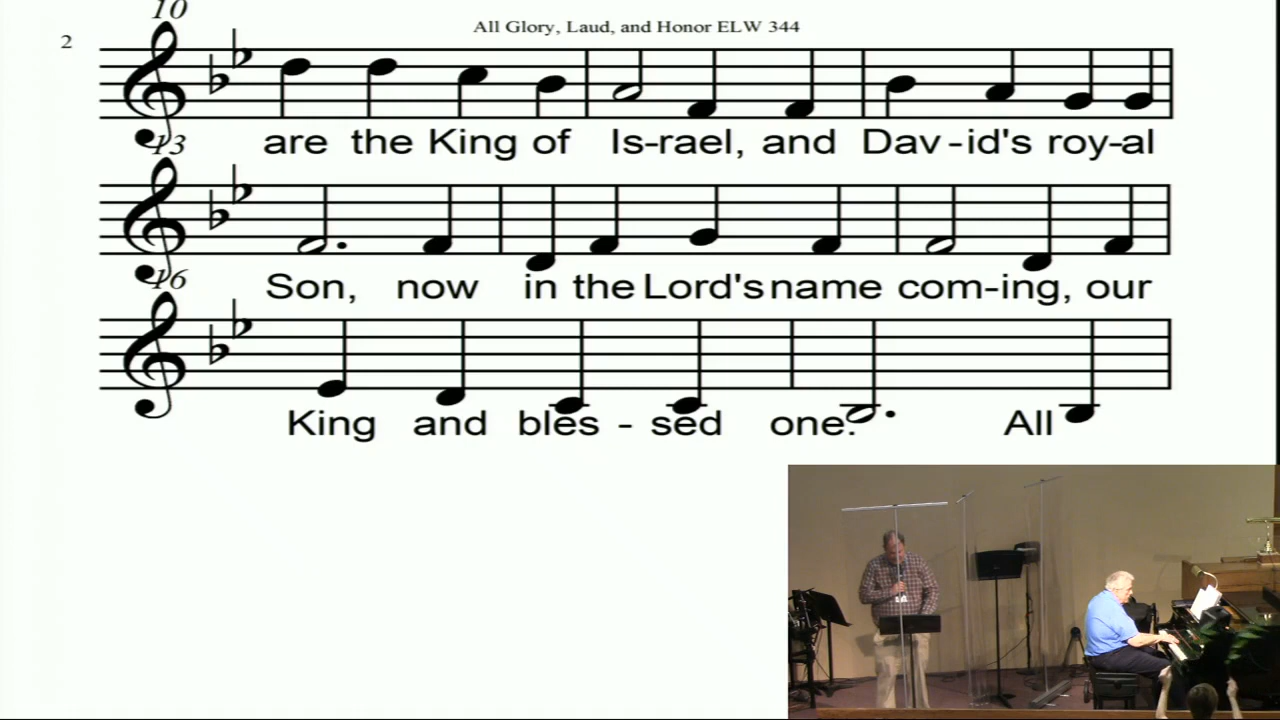 10
All Glory, Laud, and Honor ELW 344
2
are the King of Is-rael, and Dav-id's roy-al
13
Son, now in the Lord's name com-ing, our
16
King and bles - sed one. All